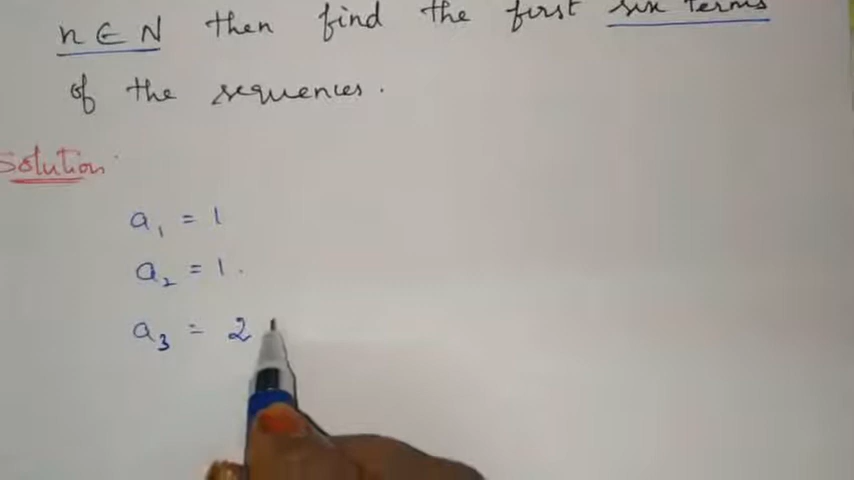 n ∈ N then find the first six terms
of the sequences.
Solution:
a₁ = 1
a₂ = 1.
a₃ = 2